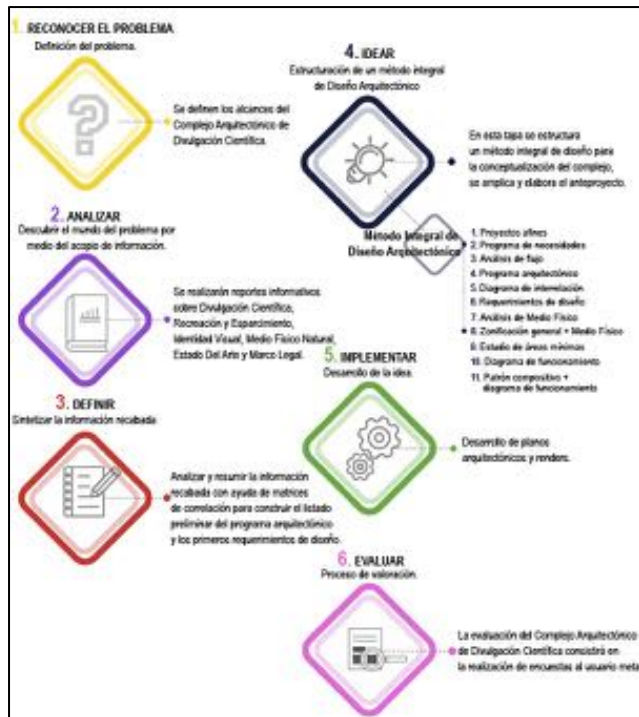 1. RECONOCER EL PROBLEMA
Definición del problema.
Se definen los alcances del
Complejo Arquitectónico de
Divulgación Científica.
2. ANALIZAR
Descubrir el mundo del problema por
medio del acopio de información.
Se realizarán reportes informativos
sobre Divulgación Científica,
Recreación y Esparcimiento,
Identidad Visual, Medio Físico Natural,
Estado Del Arte y Marco Legal.
3. DEFINIR
Sintetizar la información recabada
Analizar y resumir la información
recabada con ayuda de matrices
de correlación para construir el listado
preliminar del programa arquitectónico
y los primeros requerimientos de diseño.
4. IDEAR
Estructuración de un método integral
de Diseño Arquitectónico
En esta tapa se estructura
un método integral de diseño para
la conceptualización del complejo,
se amplica y elabora el anteproyecto.
Método Integral de
Diseño Arquitectónico
1. Proyectos afines
2. Programa de necesidades
3. Análisis de flujo
4. Programa arquitectónico
5. Diagrama de interrelación
6. Requerimientos de diseño
7. Análisis de Medio Físico
8. Zonificación general + Medio Físico
9. Estudio de áreas mínimas
10. Diagrama de funcionamiento
11. Patrón compositivo +
diagrama de funcionamiento
5. IMPLEMENTAR
Desarrollo de la idea.
Desarrollo de planos
arquitectónicos y renders.
6. EVALUAR
Proceso de valoración.
La evaluación del Complejo Arquitectónico
de Divulgación Científica consistiró en
la realización de encuestas al usuario meta